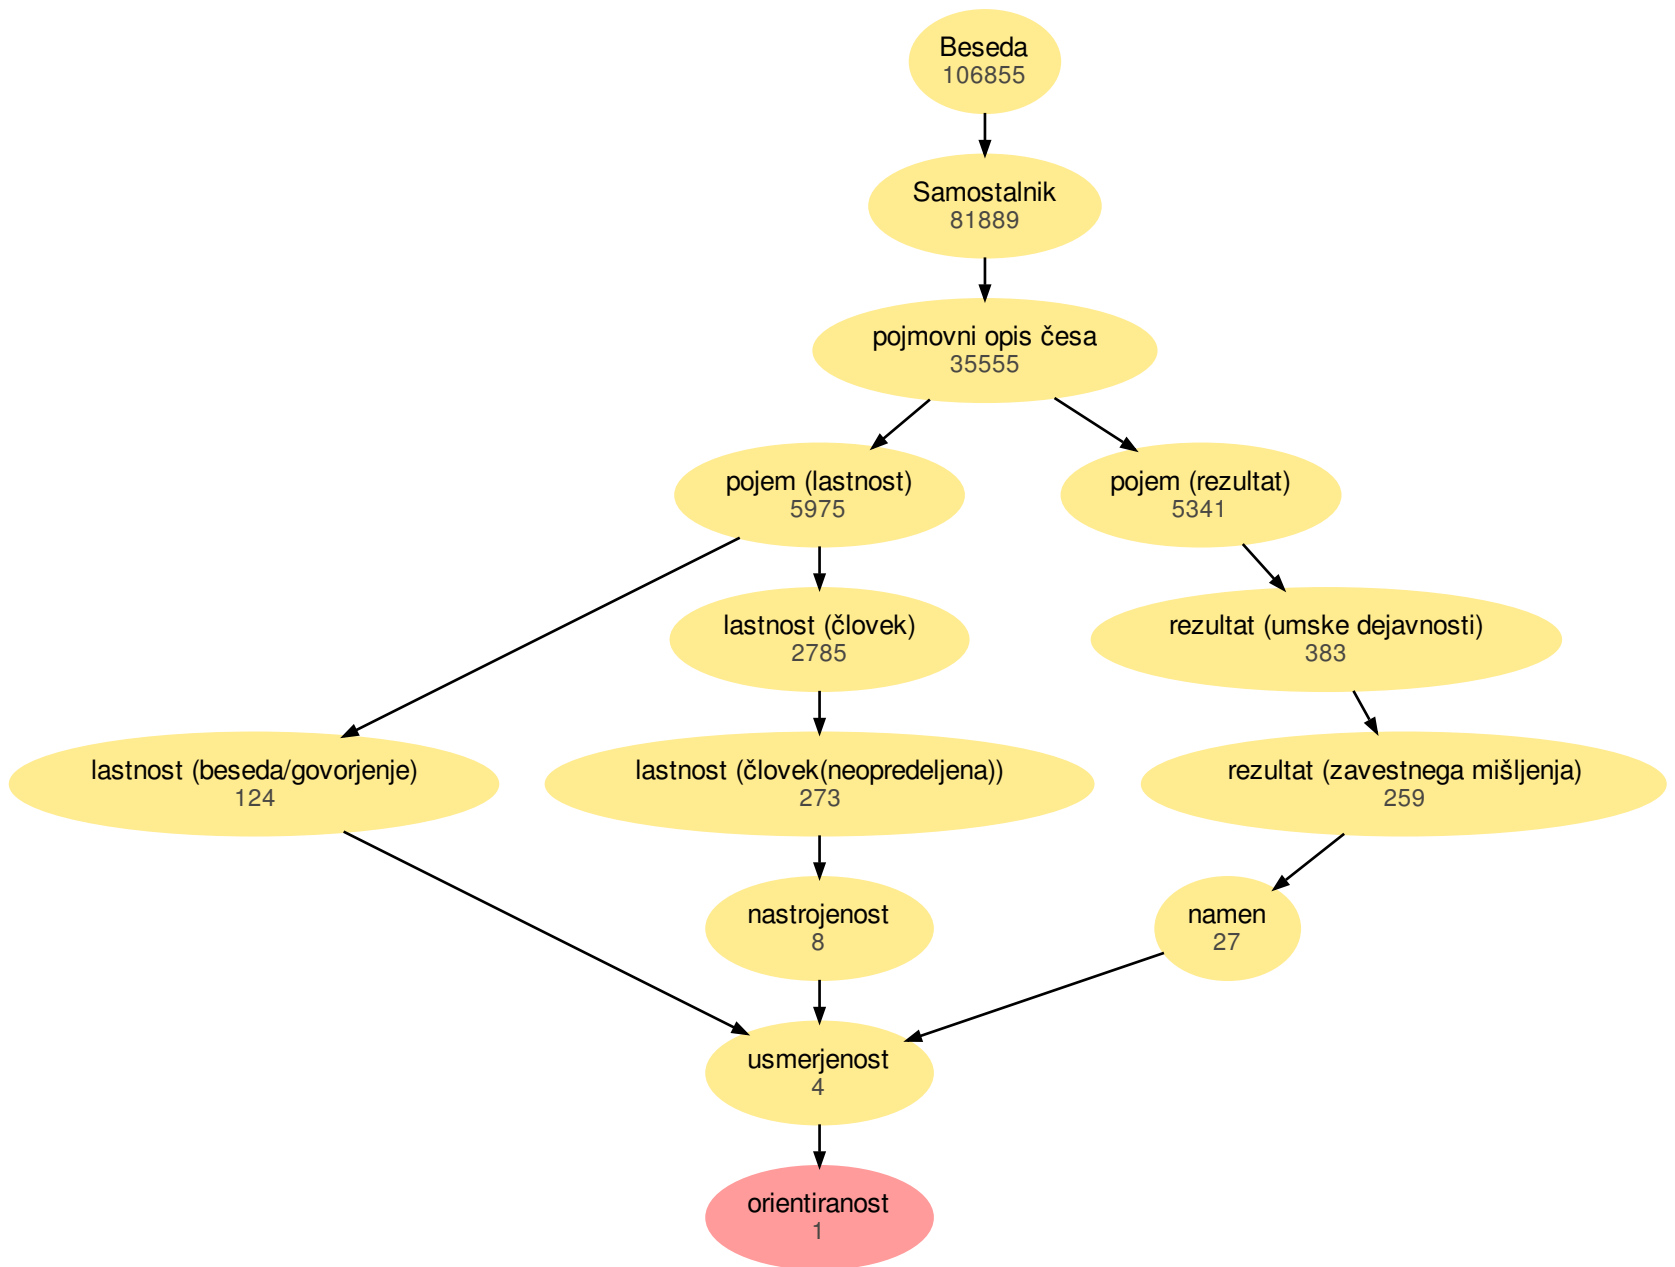 Beseda
106855
Samostalnik
81889
pojmovni opis česa
35555
pojem (lastnost)
5975
pojem (rezultat)
5341
lastnost (človek)
2785
rezultat (umske dejavnosti)
383
lastnost (beseda/govorjenje)
124
lastnost (človek(neopredeljena))
273
rezultat (zavestnega mišljenja)
259
nastrojenost
8
namen
27
usmerjenost
4
orientiranost
1